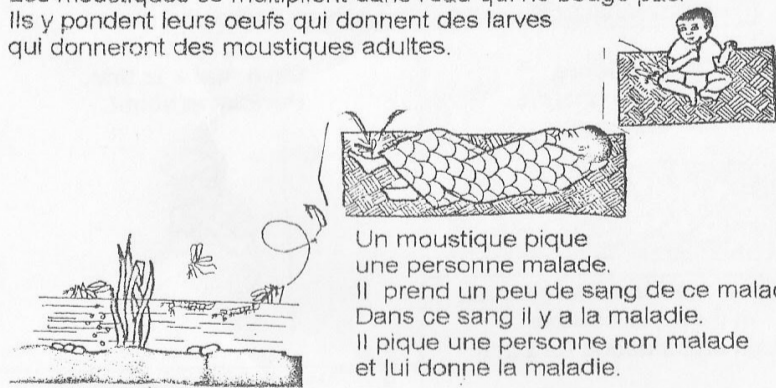 Ils y pondent leurs oeufs qui donnent des larves
qui donneront des moustiques adultes.
Un moustique pique
une personne malade.
Il prend un peu de sang de ce
Dans ce sang il y a la maladie.
Il pique une personne non malade
et lui donne la maladie.